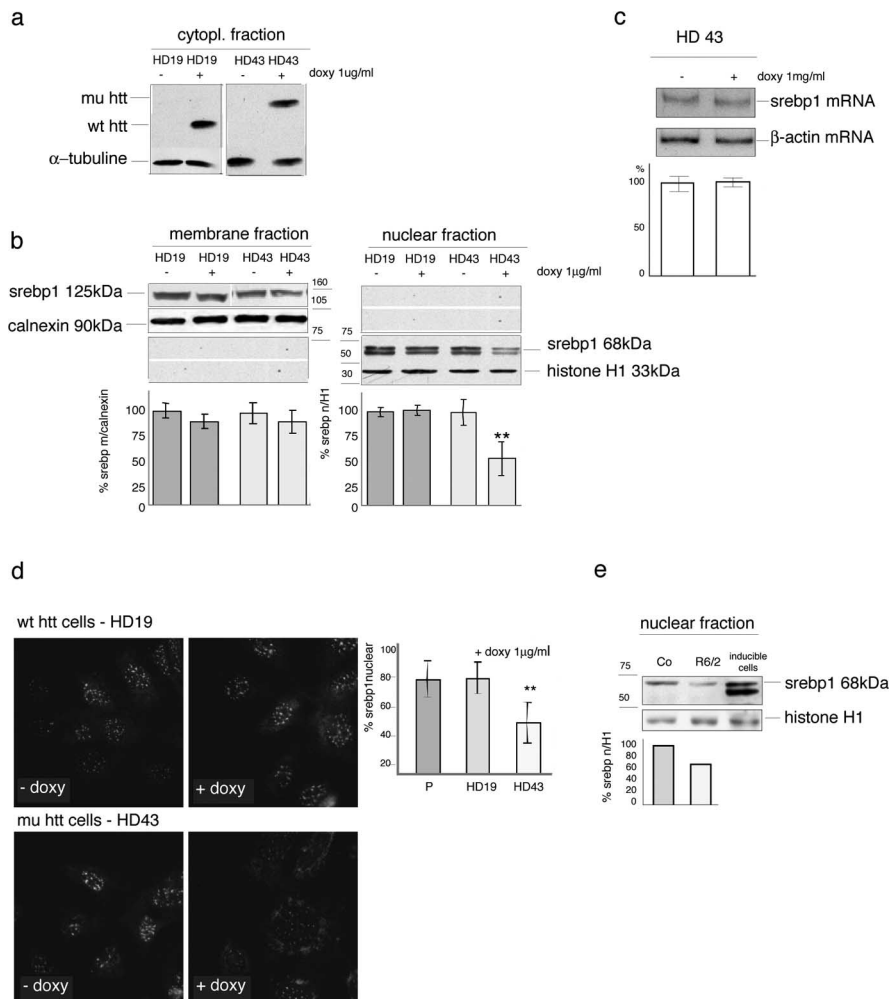 a
cytopl. fraction
HD19 HD19 HD43 HD43
- + - + doxy 1ug/ml
mu htt
wt htt
α-tubuline
c
HD 43
- + doxy 1mg/ml
srebp1 mRNA
β-actin mRNA
%
100
50
0
b
membrane fraction
HD19 HD19 HD43 HD43
- + - +
srebp1 125kDa
calnexin 90kDa
160
105
75
% srebp m/calnexin
100
75
50
25
0
nuclear fraction
HD19 HD19 HD43 HD43
- + - + doxy 1μg/ml
75
50
30
srebp1 68kDa
histone H1 33kDa
% srebp n/H1
100
75
50
25
0
**
d
wt htt cells - HD19
- doxy
+ doxy
mu htt cells - HD43
- doxy
+ doxy
% srebp1nuclear
100
80
60
40
20
+ doxy 1μg/ml
**
P HD19 HD43
e
nuclear fraction
Co R6/2 inducible
cells
75
50
srebp1 68kDa
histone H1
% srebp n/H1
100
80
60
40
20
0